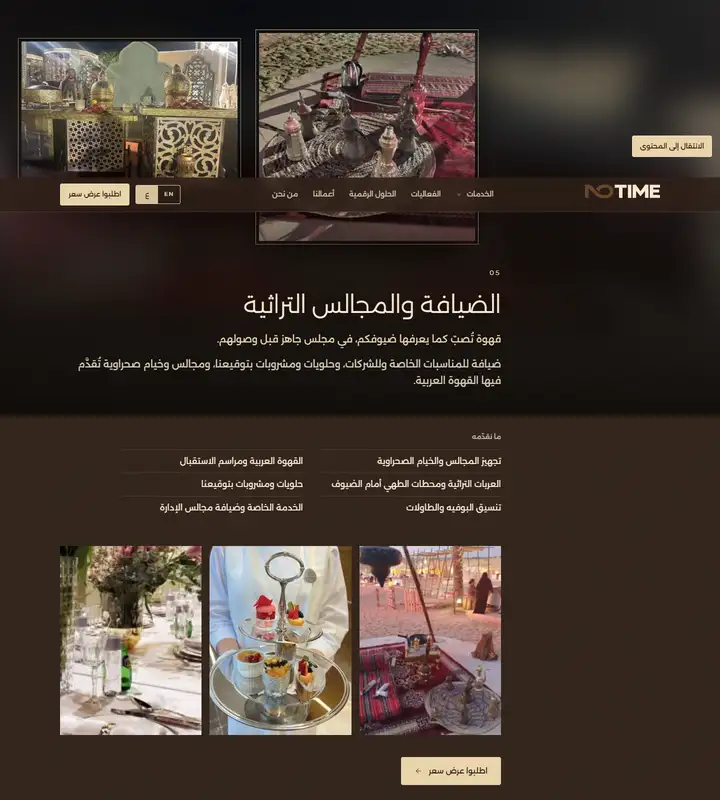 الانتقال إلى المحتوى
NOTIME
الخدمات
الفعاليات
الحلول الرقمية
أعمالنا
من نحن
EN
ع
اطلبوا عرض سعر
05
الضيافة والمجالس التراثية
قهوة تُصبّ كما يعرفها ضيوفكم، في مجلس جاهز قبل وصولهم.
ضيافة للمناسبات الخاصة وللشركات، وحلويات ومشروبات بتوقيعنا، ومجالس وخيام صحراوية تُقدَّم
فيها القهوة العربية.
ما نقدّمه
تجهيز المجالس والخيام الصحراوية
القهوة العربية ومراسم الاستقبال
العربات التراثية ومحطات الطهي أمام الضيوف
حلويات ومشروبات بتوقيعنا
تنسيق البوفيه والطاولات
الخدمة الخاصة وضيافة مجالس الإدارة
اطلبوا عرض سعر ←